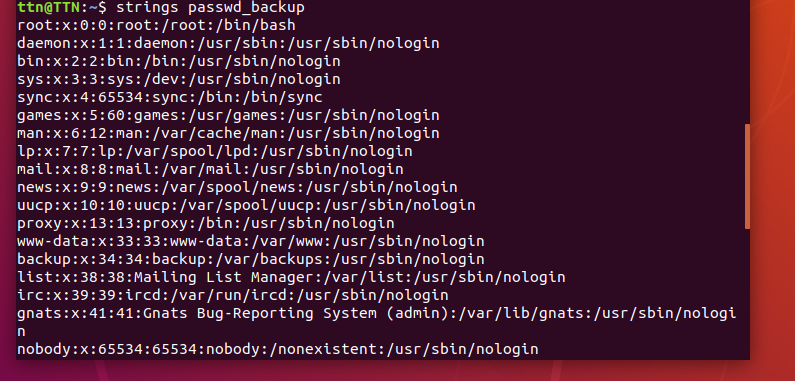 ttn@TTN:~$ strings passwd_backup
root:x:0:0:root:/root:/bin/bash
daemon:x:1:1:daemon:/usr/sbin:/usr/sbin/nologin
bin:x:2:2:bin:/bin:/usr/sbin/nologin
sys:x:3:3:sys:/dev:/usr/sbin/nologin
sync:x:4:65534:sync:/bin:/bin/sync
games:x:5:60:games:/usr/games:/usr/sbin/nologin
man:x:6:12:man:/var/cache/man:/usr/sbin/nologin
lp:x:7:7:lp:/var/spool/lpd:/usr/sbin/nologin
mail:x:8:8:mail:/var/mail:/usr/sbin/nologin
news:x:9:9:news:/var/spool/news:/usr/sbin/nologin
uucp:x:10:10:uucp:/var/spool/uucp:/usr/sbin/nologin
proxy:x:13:13:proxy:/bin:/usr/sbin/nologin
www-data:x:33:33:www-data:/var/www:/usr/sbin/nologin
backup:x:34:34:backup:/var/backups:/usr/sbin/nologin
list:x:38:38:Mailing List Manager:/var/list:/usr/sbin/nologin
irc:x:39:39:ircd:/var/run/ircd:/usr/sbin/nologin
gnats:x:41:41:Gnats Bug-Reporting System (admin):/var/lib/gnats:/usr/sbin/nologi
n
nobody:x:65534:65534:nobody:/nonexistent:/usr/sbin/nologin